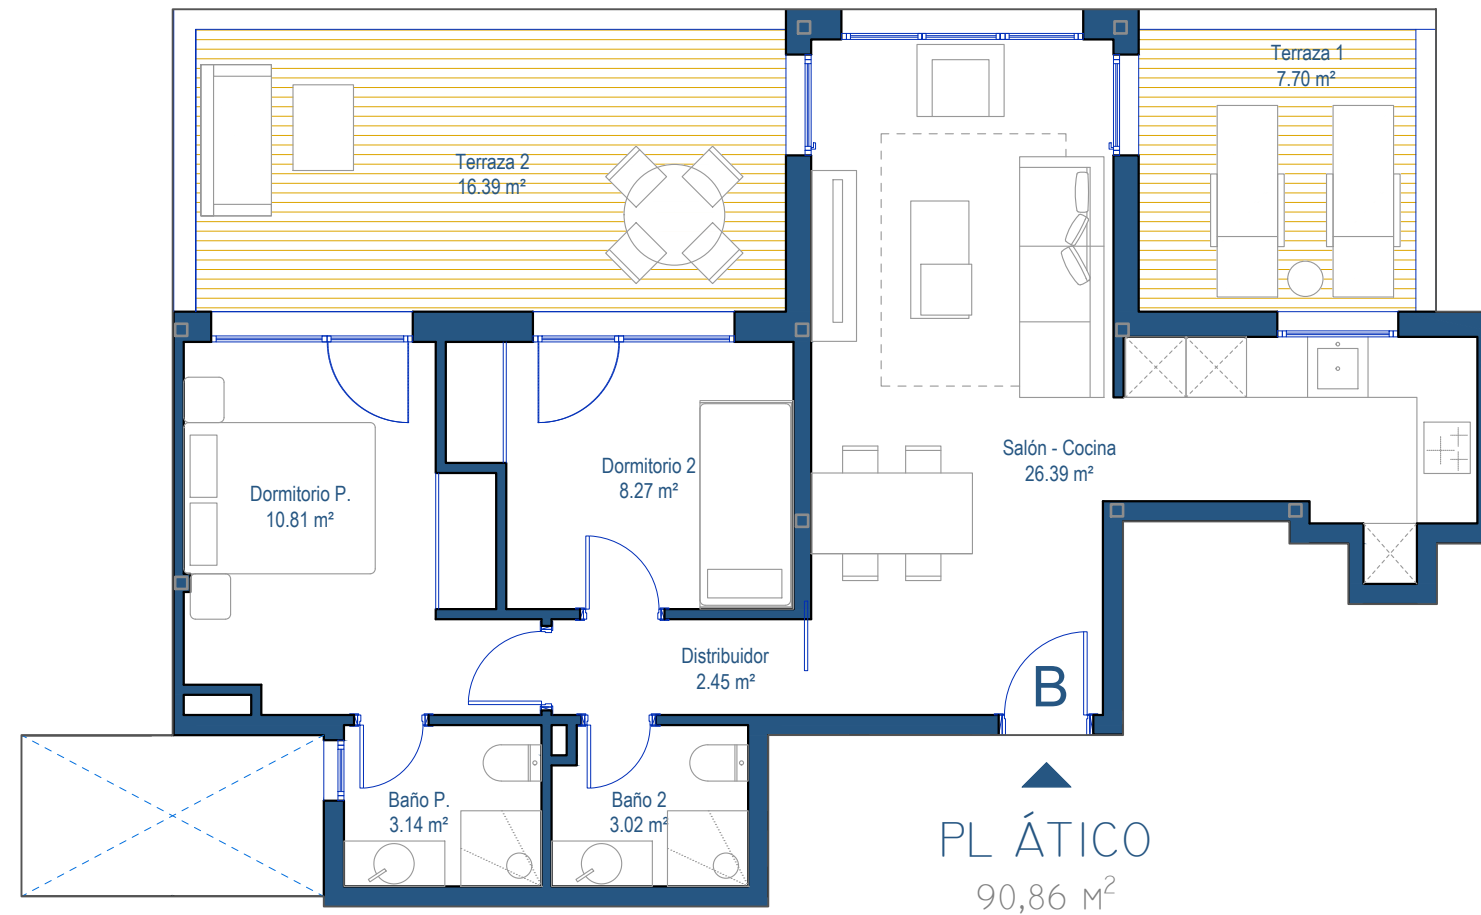 Terraza 1
7.70 m²
Terraza 2
16.39 m²
Salón - Cocina
26.39 m²
Dormitorio 2
8.27 m²
Dormitorio P.
10.81 m²
Distribuidor
2.45 m²
B
Baño P.
3.14 m²
Baño 2
3.02 m²
PL ÁTICO
90,86 M²